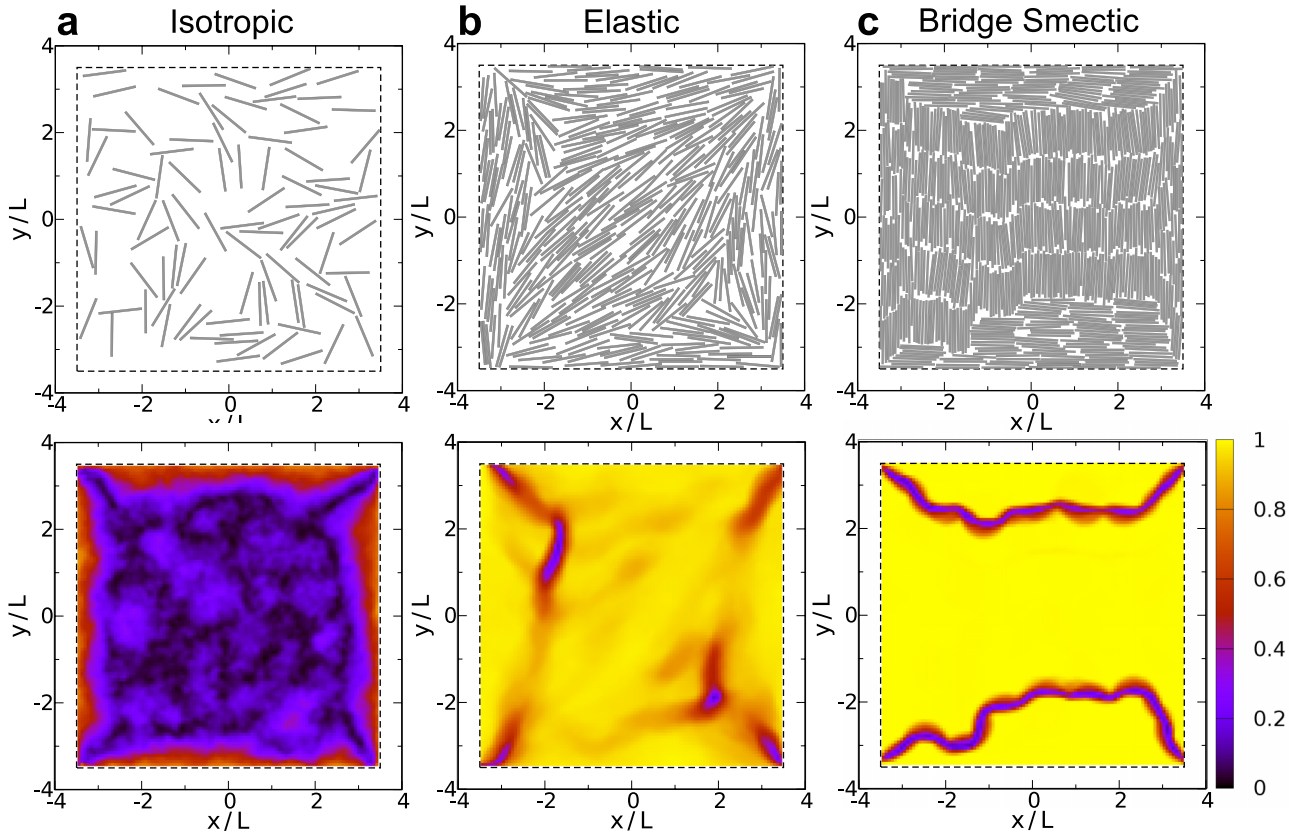 a Isotropic b Elastic c Bridge Smectic
4 4 4
2 2 2
y/L 0 y/L 0 y/L 0
-2 -2 -2
-4 -4 -4
-4 -2 0 2 4 -4 -2 0 2 4 -4 -2 0 2 4
x/L x/L x/L
4 4 4 1
2 2 2 0.8
0.6
y/L 0 y/L 0 y/L 0
0.4
-2 -2 -2 0.2
-4 -4 -4 0
-4 -2 0 2 4 -4 -2 0 2 4 -4 -2 0 2 4
x/L x/L x/L